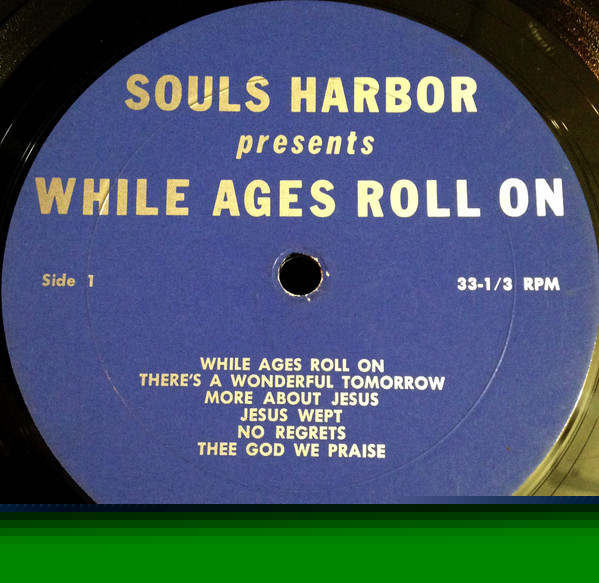 SOULS HARBOR
presents
WHILE AGES ROLL ON
Side 1
33-1/3 RPM
WHILE AGES ROLL ON
THERE'S A WONDERFUL TOMORROW
MORE ABOUT JESUS
JESUS WEPT
NO REGRETS
THEE GOD WE PRAISE